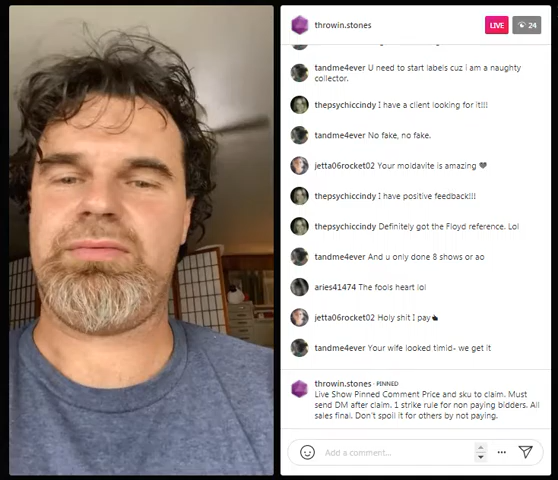 throwin.stones
LIVE
24
tandme4ever U need to start labels cuz i am a naughty
collector.
thepsychiccindy I have a client looking for it!!!
tandme4ever No fake, no fake.
jetta06rocket02 Your moldavite is amazing 🖤
thepsychiccindy I have positive feedback!!!
thepsychiccindy Definitely got the Floyd reference. Lol
tandme4ever And u only done 8 shows or ao
aries41474 The fools heart lol
jetta06rocket02 Holy shit I pay
tandme4ever Your wife looked timid- we get it
throwin.stones · PINNED
Live Show Pinned Comment Price and sku to claim. Must
send DM after claim. 1 strike rule for non paying bidders. All
sales final. Don't spoil it for others by not paying.
Add a comment...